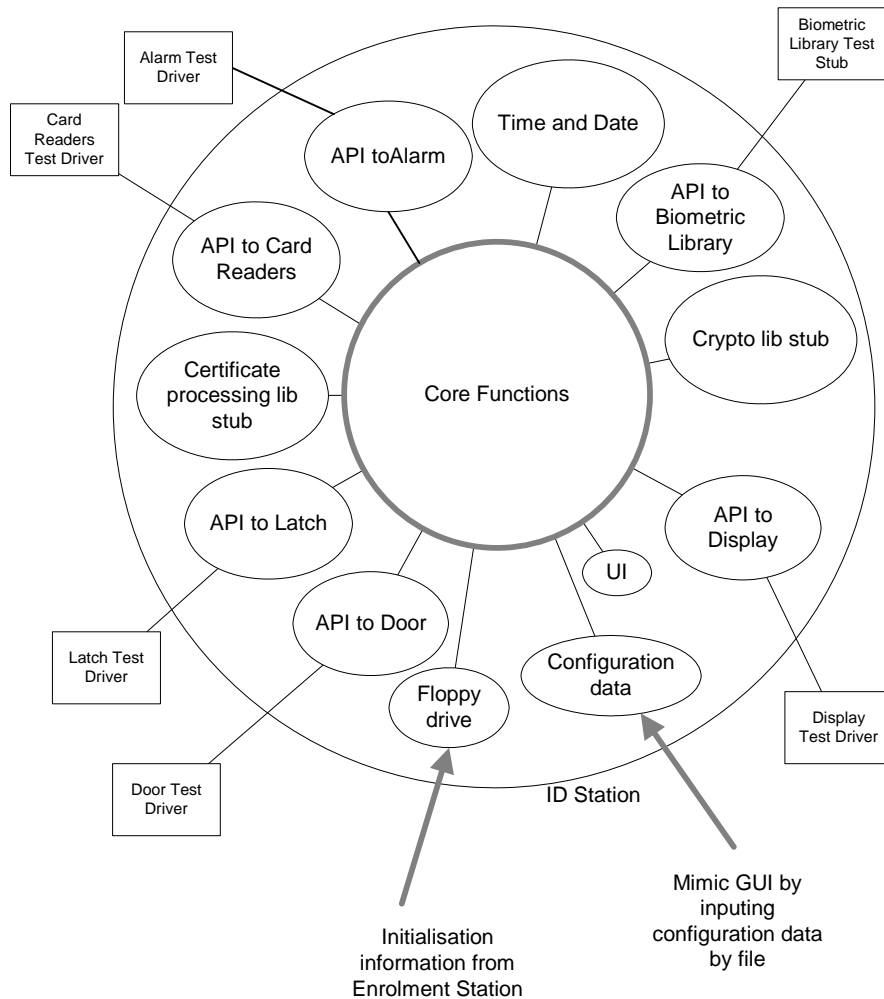 Biometric
Library Test
Stub
Alarm Test
Driver
Card
Readers
Test Driver
Time and Date
API toAlarm
API to
Biometric
Library
API to Card
Readers
Crypto lib stub
Certificate
processing lib
stub
Core Functions
API to Latch
API to
Display
UI
API to Door
Configuration
data
Latch Test
Driver
Floppy
drive
Display
Test Driver
Door Test
Driver
ID Station
Mimic GUI by
inputing
configuration data
by file
Initialisation
information from
Enrolment Station